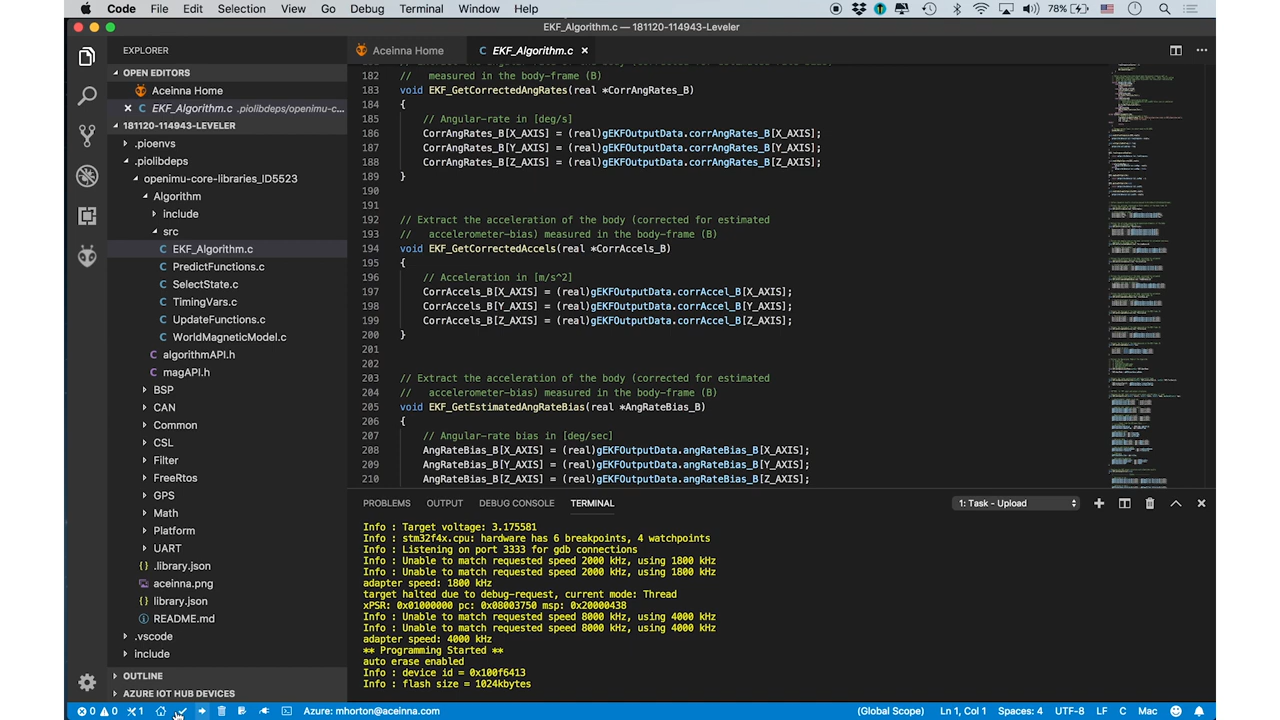 Code File Edit Selection View Go Debug Terminal Window Help 78%
EKF_Algorithm.c — 181120-114943-Leveler
EXPLORER
OPEN EDITORS
Aceinna Home
EKF_Algorithm.c .piolibdeps/openimu-c...
181120-114943-LEVELER
.pioenvs
.piolibdeps
openimu-core-libraries_ID5523
Algorithm
include
src
C EKF_Algorithm.c
C PredictFunctions.c
C SelectState.c
C TimingVars.c
C UpdateFunctions.c
C WorldMagneticModel.c
C algorithmAPI.h
C magAPI.h
BSP
CAN
Common
CSL
Filter
FreeRtos
GPS
Math
Platform
UART
{} .library.json
aceinna.png
{} library.json
README.md
.vscode
include
OUTLINE
AZURE IOT HUB DEVICES
Aceinna Home
C EKF_Algorithm.c
182 // measured in the body-frame (B)
183 void EKF_GetCorrectedAngRates(real *CorrAngRates_B)
184 {
185 // Angular-rate in [deg/s]
186 CorrAngRates_B[X_AXIS] = (real)gEKFOutputData.corrAngRates_B[X_AXIS];
187 CorrAngRates_B[Y_AXIS] = (real)gEKFOutputData.corrAngRates_B[Y_AXIS];
188 CorrAngRates_B[Z_AXIS] = (real)gEKFOutputData.corrAngRates_B[Z_AXIS];
189 }
190
191
192 // Extract the acceleration of the body (corrected for estimated
193 // accelerometer-bias) measured in the body-frame (B)
194 void EKF_GetCorrectedAccels(real *CorrAccels_B)
195 {
196 // Acceleration in [m/s^2]
197 CorrAccels_B[X_AXIS] = (real)gEKFOutputData.corrAccel_B[X_AXIS];
198 CorrAccels_B[Y_AXIS] = (real)gEKFOutputData.corrAccel_B[Y_AXIS];
199 CorrAccels_B[Z_AXIS] = (real)gEKFOutputData.corrAccel_B[Z_AXIS];
200 }
201
202
203 // Extract the acceleration of the body (corrected for estimated
204 // accelerometer-bias) measured in the body-frame (B)
205 void EKF_GetEstimatedAngRateBias(real *AngRateBias_B)
206 {
207 // Angular-rate bias in [deg/sec]
208 AngRateBias_B[X_AXIS] = (real)gEKFOutputData.angRateBias_B[X_AXIS];
209 AngRateBias_B[Y_AXIS] = (real)gEKFOutputData.angRateBias_B[Y_AXIS];
210 AngRateBias_B[Z_AXIS] = (real)gEKFOutputData.angRateBias_B[Z_AXIS];
PROBLEMS OUTPUT DEBUG CONSOLE TERMINAL 1: Task - Upload
Info : Target voltage: 3.175581
Info : stm32f4x.cpu: hardware has 6 breakpoints, 4 watchpoints
Info : Listening on port 3333 for gdb connections
Info : Unable to match requested speed 2000 kHz, using 1800 kHz
Info : Unable to match requested speed 2000 kHz, using 1800 kHz
adapter speed: 1800 kHz
target halted due to debug-request, current mode: Thread
xPSR: 0x01000000 pc: 0x08003750 msp: 0x20000438
Info : Unable to match requested speed 8000 kHz, using 4000 kHz
Info : Unable to match requested speed 8000 kHz, using 4000 kHz
adapter speed: 4000 kHz
** Programming Started **
auto erase enabled
Info : device id = 0x100f6413
Info : flash size = 1024kbytes
0 0 1 Azure: mhorton@aceinna.com (Global Scope) Ln 1, Col 1 Spaces: 4 UTF-8 LF C Mac